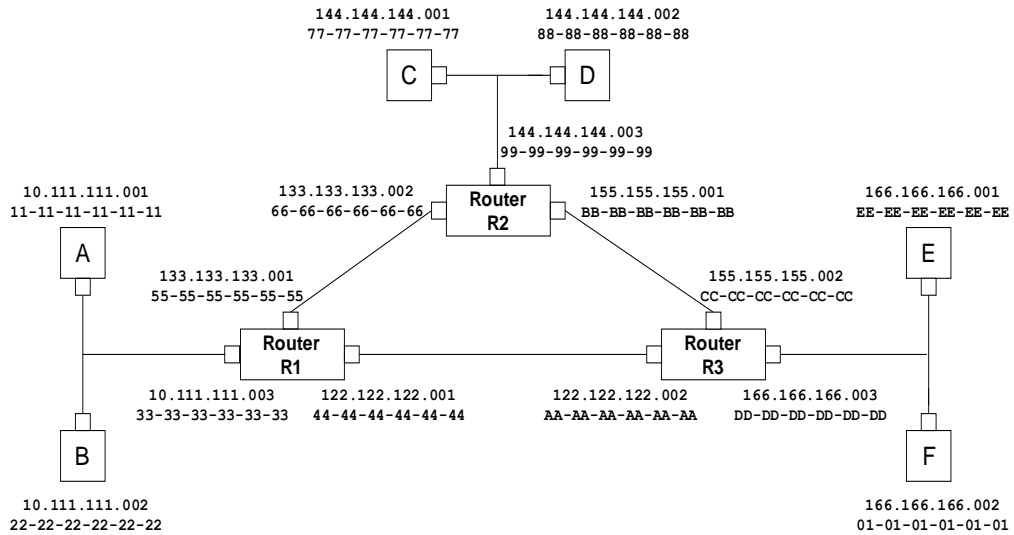 144.144.144.001
77-77-77-77-77-77
144.144.144.002
88-88-88-88-88-88
C
D
144.144.144.003
99-99-99-99-99-99
10.111.111.001
11-11-11-11-11-11
133.133.133.002
66-66-66-66-66-66
Router
R2
155.155.155.001
BB-BB-BB-BB-BB-BB
166.166.166.001
EE-EE-EE-EE-EE-EE
A
E
133.133.133.001
55-55-55-55-55-55
155.155.155.002
CC-CC-CC-CC-CC-CC
Router
R1
Router
R3
10.111.111.003
33-33-33-33-33-33
122.122.122.001
44-44-44-44-44-44
122.122.122.002
AA-AA-AA-AA-AA-AA
166.166.166.003
DD-DD-DD-DD-DD-DD
B
F
10.111.111.002
22-22-22-22-22-22
166.166.166.002
01-01-01-01-01-01